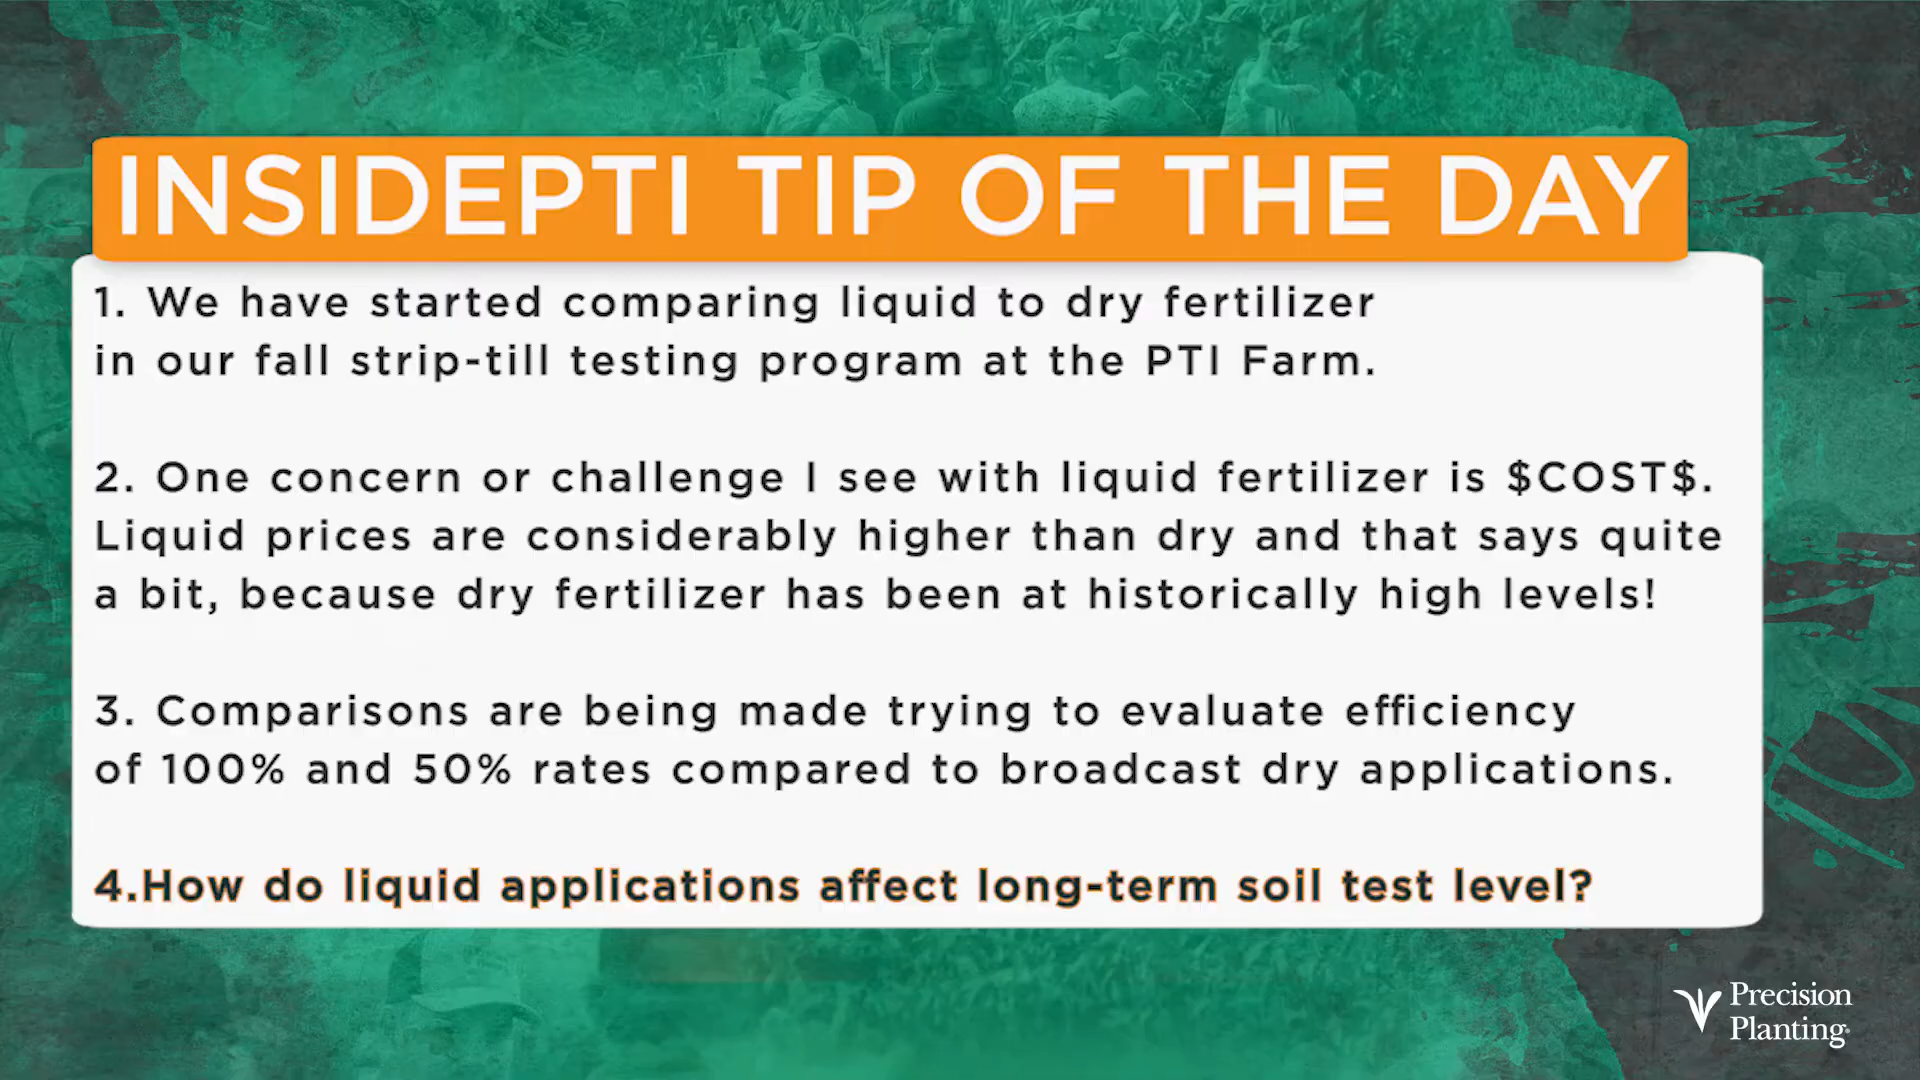 INSIDEPTI TIP OF THE DAY
1. We have started comparing liquid to dry fertilizer
in our fall strip-till testing program at the PTI Farm.
2. One concern or challenge I see with liquid fertilizer is $COST$.
Liquid prices are considerably higher than dry and that says quite
a bit, because dry fertilizer has been at historically high levels!
3. Comparisons are being made trying to evaluate efficiency
of 100% and 50% rates compared to broadcast dry applications.
4.How do liquid applications affect long-term soil test level?
Precision
Planting